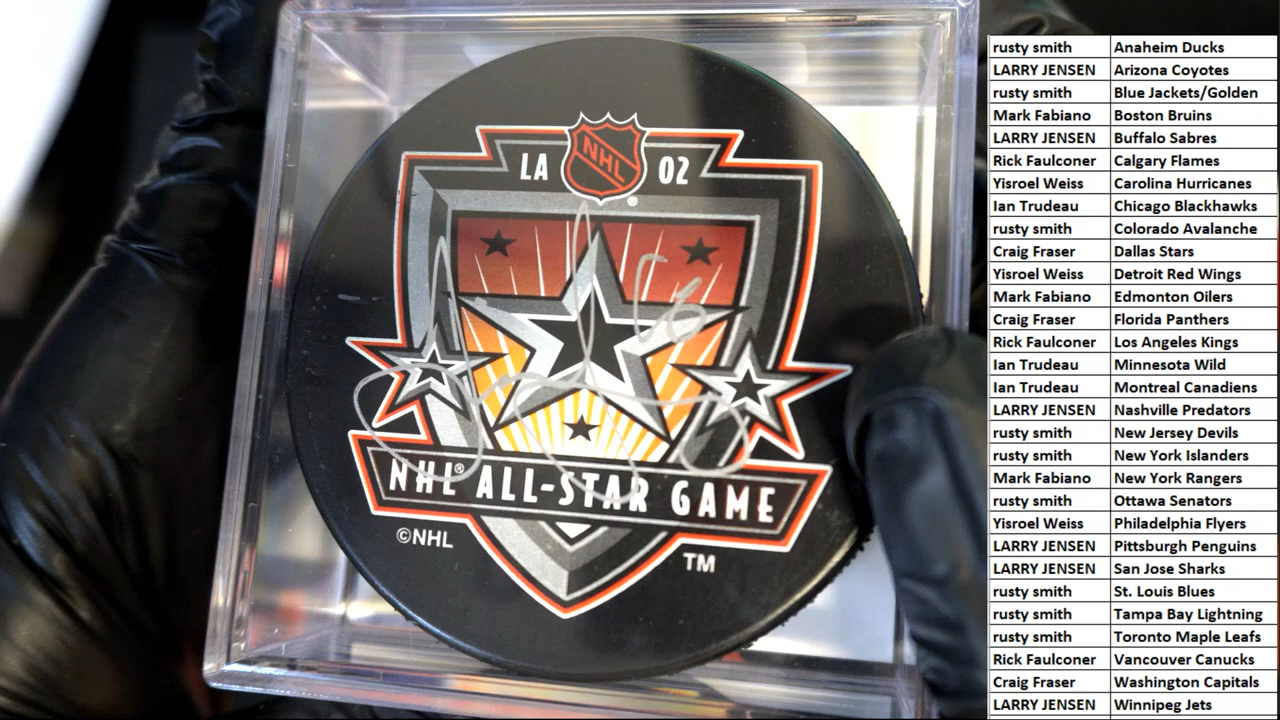 LA NHL 02
NHL® ALL-STAR GAME
©NHL
TM
rusty smith Anaheim Ducks
LARRY JENSEN Arizona Coyotes
rusty smith Blue Jackets/Golden
Mark Fabiano Boston Bruins
LARRY JENSEN Buffalo Sabres
Rick Faulconer Calgary Flames
Yisroel Weiss Carolina Hurricanes
Ian Trudeau Chicago Blackhawks
rusty smith Colorado Avalanche
Craig Fraser Dallas Stars
Yisroel Weiss Detroit Red Wings
Mark Fabiano Edmonton Oilers
Craig Fraser Florida Panthers
Rick Faulconer Los Angeles Kings
Ian Trudeau Minnesota Wild
Ian Trudeau Montreal Canadiens
LARRY JENSEN Nashville Predators
rusty smith New Jersey Devils
rusty smith New York Islanders
Mark Fabiano New York Rangers
rusty smith Ottawa Senators
Yisroel Weiss Philadelphia Flyers
LARRY JENSEN Pittsburgh Penguins
LARRY JENSEN San Jose Sharks
rusty smith St. Louis Blues
rusty smith Tampa Bay Lightning
rusty smith Toronto Maple Leafs
Rick Faulconer Vancouver Canucks
Craig Fraser Washington Capitals
LARRY JENSEN Winnipeg Jets